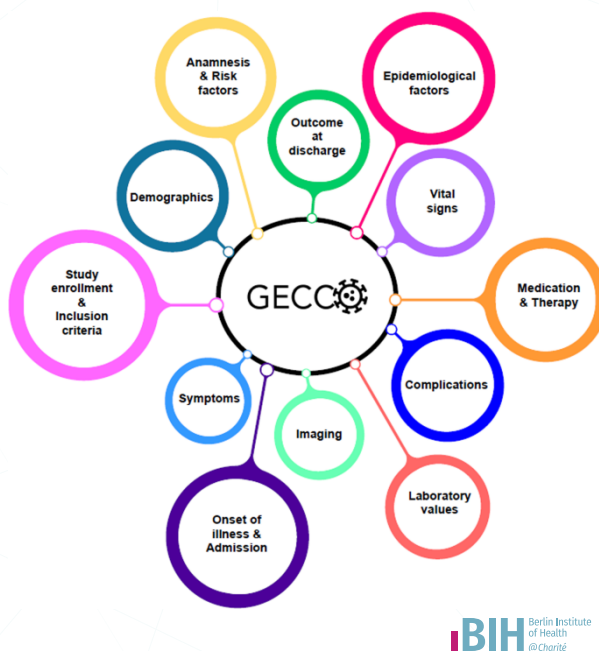 Anamnesis
& Risk
factors
Epidemiological
factors
Outcome
at
discharge
Demographics
Vital
signs
Study
enrollment
&
Inclusion
criteria
GECCO
Medication
& Therapy
Symptoms
Complications
Imaging
Laboratory
values
Onset of
illness &
Admission
BIH
Berlin Institute
of Health
@Charité